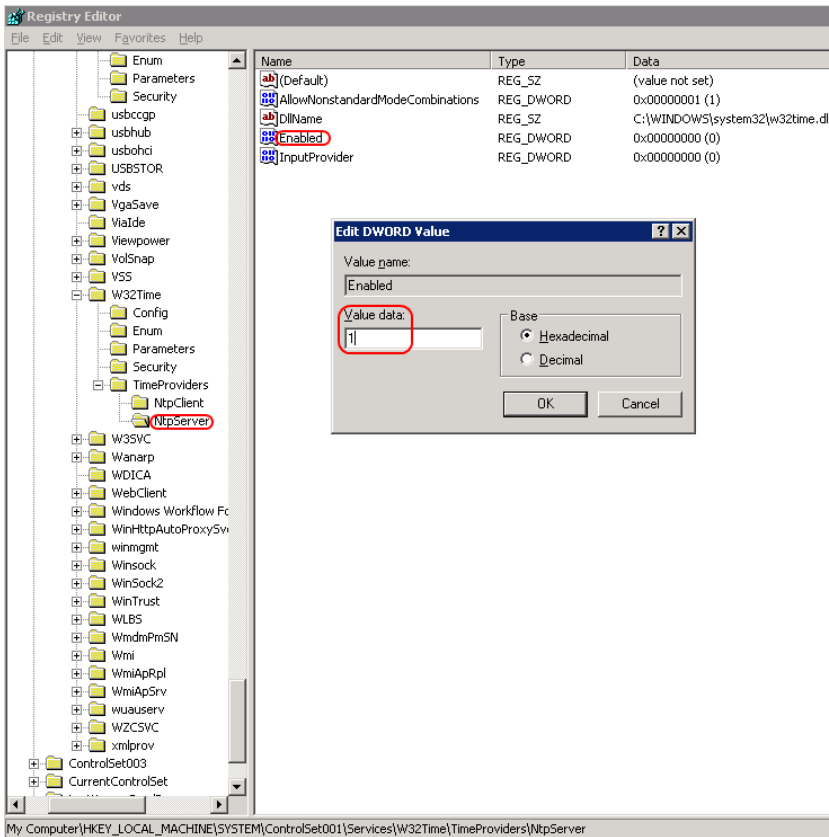 Registry Editor
File Edit View Favorites Help
Enum
Parameters
Security
usbccgp
usbhub
usbohci
USBSTOR
vds
VgaSave
ViaIde
Viewpower
VolSnap
VSS
W32Time
Config
Enum
Parameters
Security
TimeProviders
NtpClient
NtpServer
W3SVC
Wanarp
WDICA
WebClient
Windows Workflow Fo
WinHttpAutoProxySv
winmgmt
Winsock
WinSock2
WinTrust
WLBS
WmdmPmSN
Wmi
WmiApRpl
WmiApSrv
wuauserv
WZCSVC
xmlprov
ControlSet003
CurrentControlSet
Name Type Data
(Default) REG_SZ (value not set)
AllowNonstandardModeCombinations REG_DWORD 0x00000001 (1)
DllName REG_SZ C:\WINDOWS\system32\w32time.dl
Enabled REG_DWORD 0x00000000 (0)
InputProvider REG_DWORD 0x00000000 (0)
Edit DWORD Value
Value name:
Enabled
Value data:
1
Base
Hexadecimal
Decimal
OK Cancel
My Computer\HKEY_LOCAL_MACHINE\SYSTEM\ControlSet001\Services\W32Time\TimeProviders\NtpServer